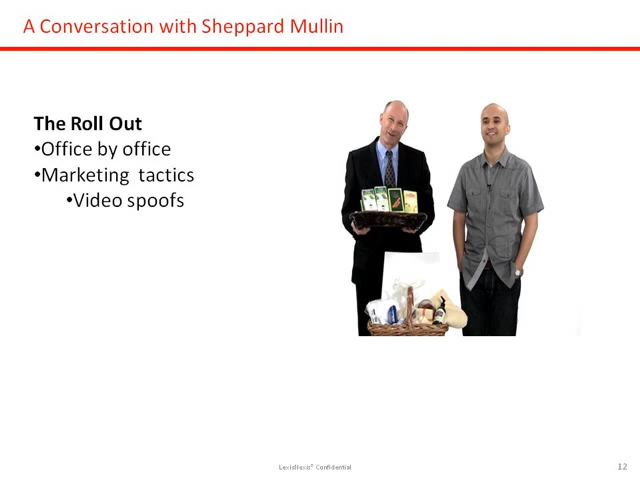 A Conversation with Sheppard Mullin
The Roll Out
•Office by office
•Marketing tactics
•Video spoofs
LexisNexis® Confidential
12